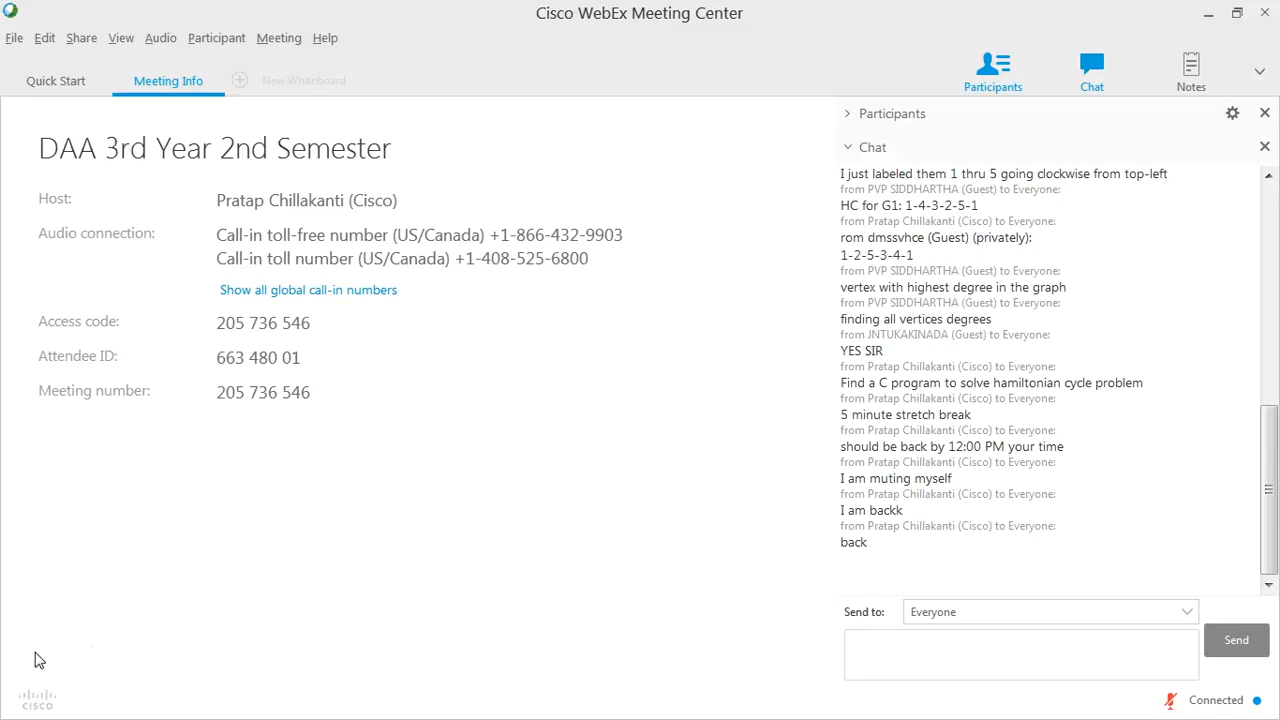 Cisco WebEx Meeting Center
File Edit Share View Audio Participant Meeting Help
Quick Start
Meeting Info
New Whiteboard
Participants
Chat
Notes
DAA 3rd Year 2nd Semester
Host: Pratap Chillakanti (Cisco)
Audio connection: Call-in toll-free number (US/Canada) +1-866-432-9903
Call-in toll number (US/Canada) +1-408-525-6800
Show all global call-in numbers
Access code: 205 736 546
Attendee ID: 663 480 01
Meeting number: 205 736 546
Participants
Chat
I just labeled them 1 thru 5 going clockwise from top-left
from PVP SIDDHARTHA (Guest) to Everyone:
HC for G1: 1-4-3-2-5-1
from Pratap Chillakanti (Cisco) to Everyone:
rom dmssvhce (Guest) (privately):
1-2-5-3-4-1
from PVP SIDDHARTHA (Guest) to Everyone:
vertex with highest degree in the graph
from PVP SIDDHARTHA (Guest) to Everyone:
finding all vertices degrees
from JNTUKAKINADA (Guest) to Everyone:
YES SIR
from Pratap Chillakanti (Cisco) to Everyone:
Find a C program to solve hamiltonian cycle problem
from Pratap Chillakanti (Cisco) to Everyone:
5 minute stretch break
from Pratap Chillakanti (Cisco) to Everyone:
should be back by 12:00 PM your time
from Pratap Chillakanti (Cisco) to Everyone:
I am muting myself
from Pratap Chillakanti (Cisco) to Everyone:
I am backk
from Pratap Chillakanti (Cisco) to Everyone:
back
Send to: Everyone
Send
Connected
cisco